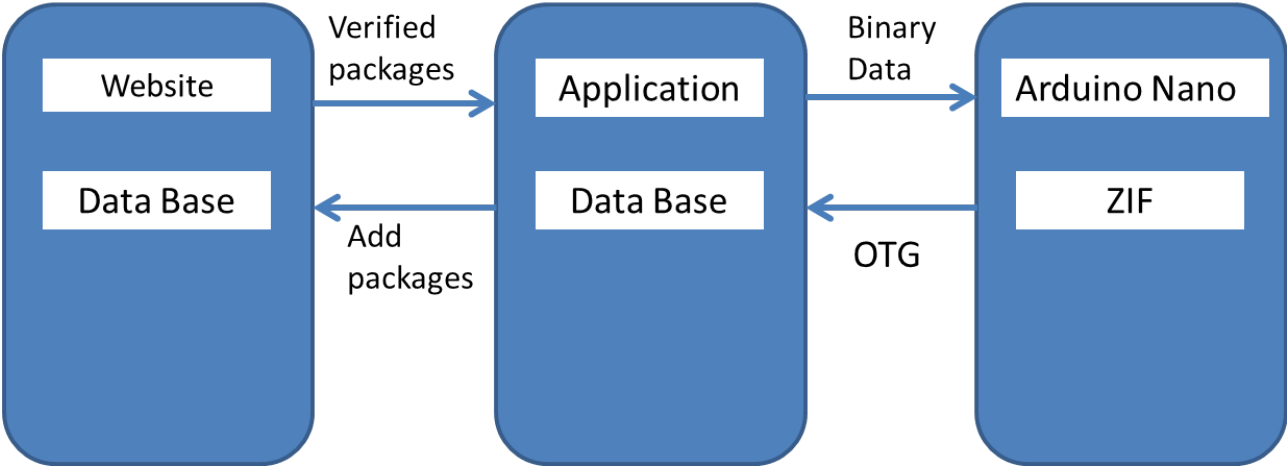 Website
Data Base
Verified
packages
Add
packages
Application
Data Base
Binary
Data
OTG
Arduino Nano
ZIF